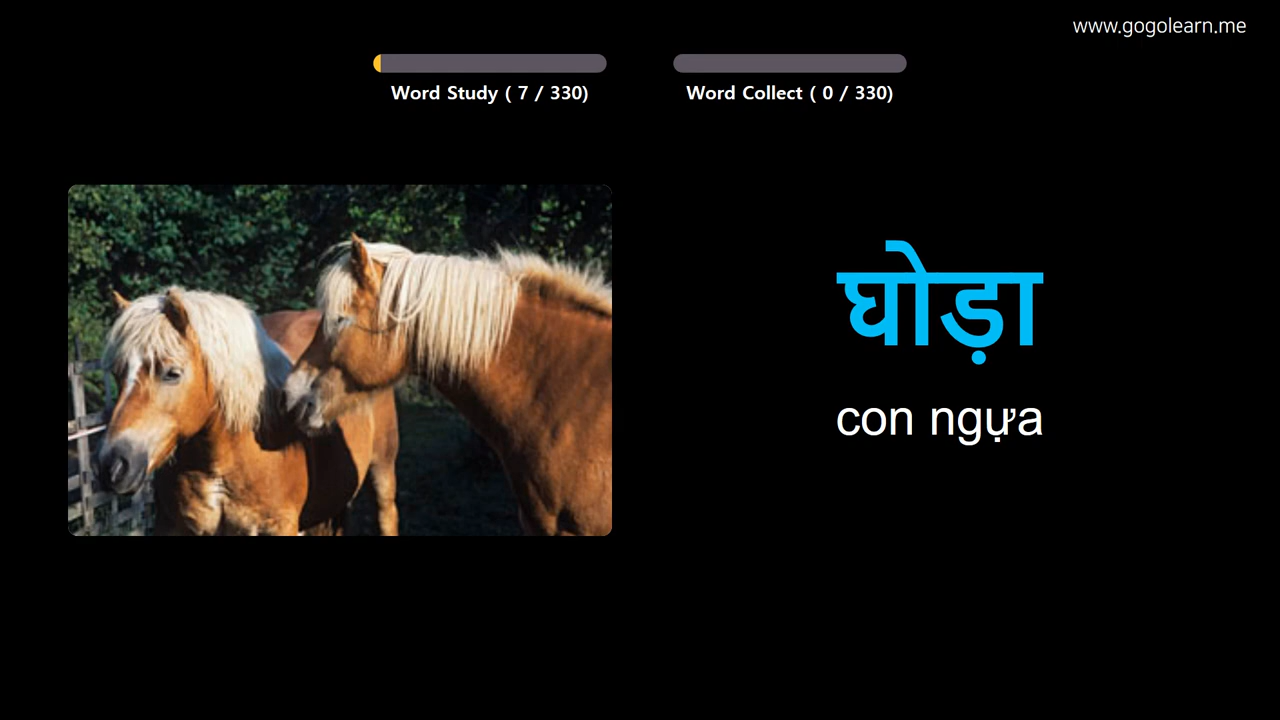 www.gogolearn.me
Word Study ( 7 / 330)
Word Collect ( 0 / 330)
घोड़ा
con ngựa